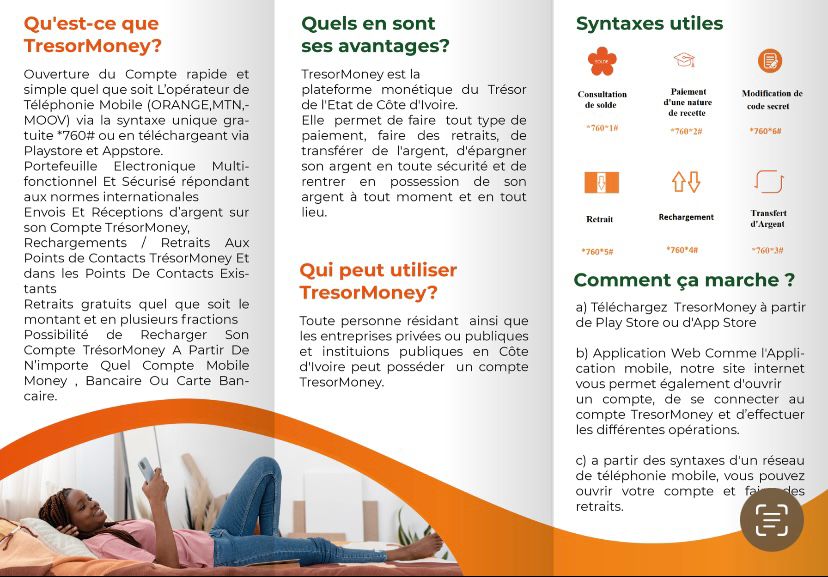 Qu'est-ce que
TresorMoney?
Ouverture du Compte rapide et
simple quel que soit L'opérateur de
Téléphonie Mobile (ORANGE,MTN,-
MOOV) via la syntaxe unique gra-
tuite *760# ou en téléchargeant via
Playstore et Appstore.
Portefeuille Electronique Multi-
fonctionnel Et Sécurisé répondant
aux normes internationales
Envois Et Réceptions d'argent sur
son Compte TrésorMoney,
Rechargements / Retraits Aux
Points de Contacts TrésorMoney Et
dans les Points De Contacts Exis-
tants
Retraits gratuits quel que soit le
montant et en plusieurs fractions
Possibilité de Recharger Son
Compte TrésorMoney A Partir De
N'importe Quel Compte Mobile
Money , Bancaire Ou Carte Ban-
caire.
Quels en sont
ses avantages?
TresorMoney est la
plateforme monétique du Trésor
de l'Etat de Côte d'Ivoire.
Elle permet de faire tout type de
paiement, faire des retraits, de
transférer de l'argent, d'épargner
son argent en toute sécurité et de
rentrer en possession de son
argent à tout moment et en tout
lieu.
Qui peut utiliser
TresorMoney?
Toute personne résidant ainsi que
les entreprises privées ou publiques
et instituions publiques en Côte
d'Ivoire peut posséder un compte
TresorMoney.
Syntaxes utiles
SOLDE
Consultation
de solde
*760*1#
Paiement
d'une nature
de recette
*760*2#
Modification de
code secret
*760*6#
Retrait
*760*5#
Rechargement
*760*4#
Transfert
d'Argent
*760*3#
Comment ça marche ?
a) Téléchargez TresorMoney à partir
de Play Store ou d'App Store
b) Application Web Comme l'Appli-
cation mobile, notre site internet
vous permet également d'ouvrir
un compte, de se connecter au
compte TresorMoney et d'effectuer
les différentes opérations.
c) a partir des syntaxes d'un réseau
de téléphonie mobile, vous pouvez
ouvrir votre compte et faire des
retraits.